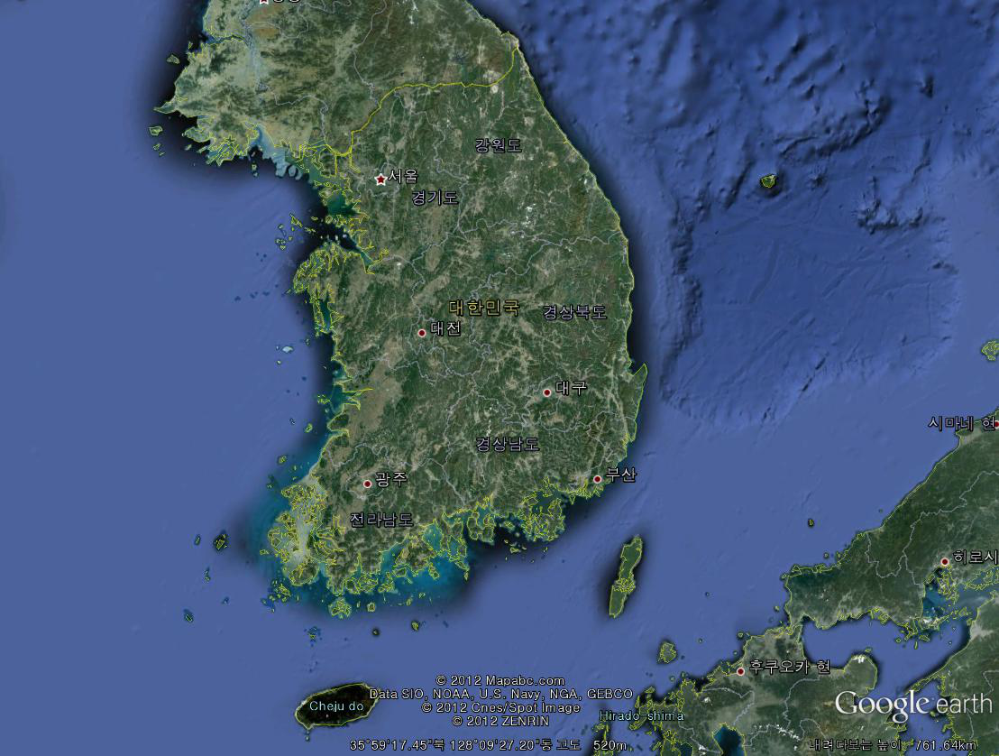 강원도
서울
경기도
대한민국
경상북도
대전
대구
시마네 현
경상남도
부산
광주
전라남도
히로시
후쿠오카 현
© 2012 Mapabc.com
Data SIO, NOAA, U.S. Navy, NGA, GEBCO
© 2012 Cnes/Spot Image
© 2012 ZENRIN
Cheju do
Hirado-shima
Google earth
35°59'17.45"북 128°09'27.20"동 고도 520m
내려다보는 높이 761.64km